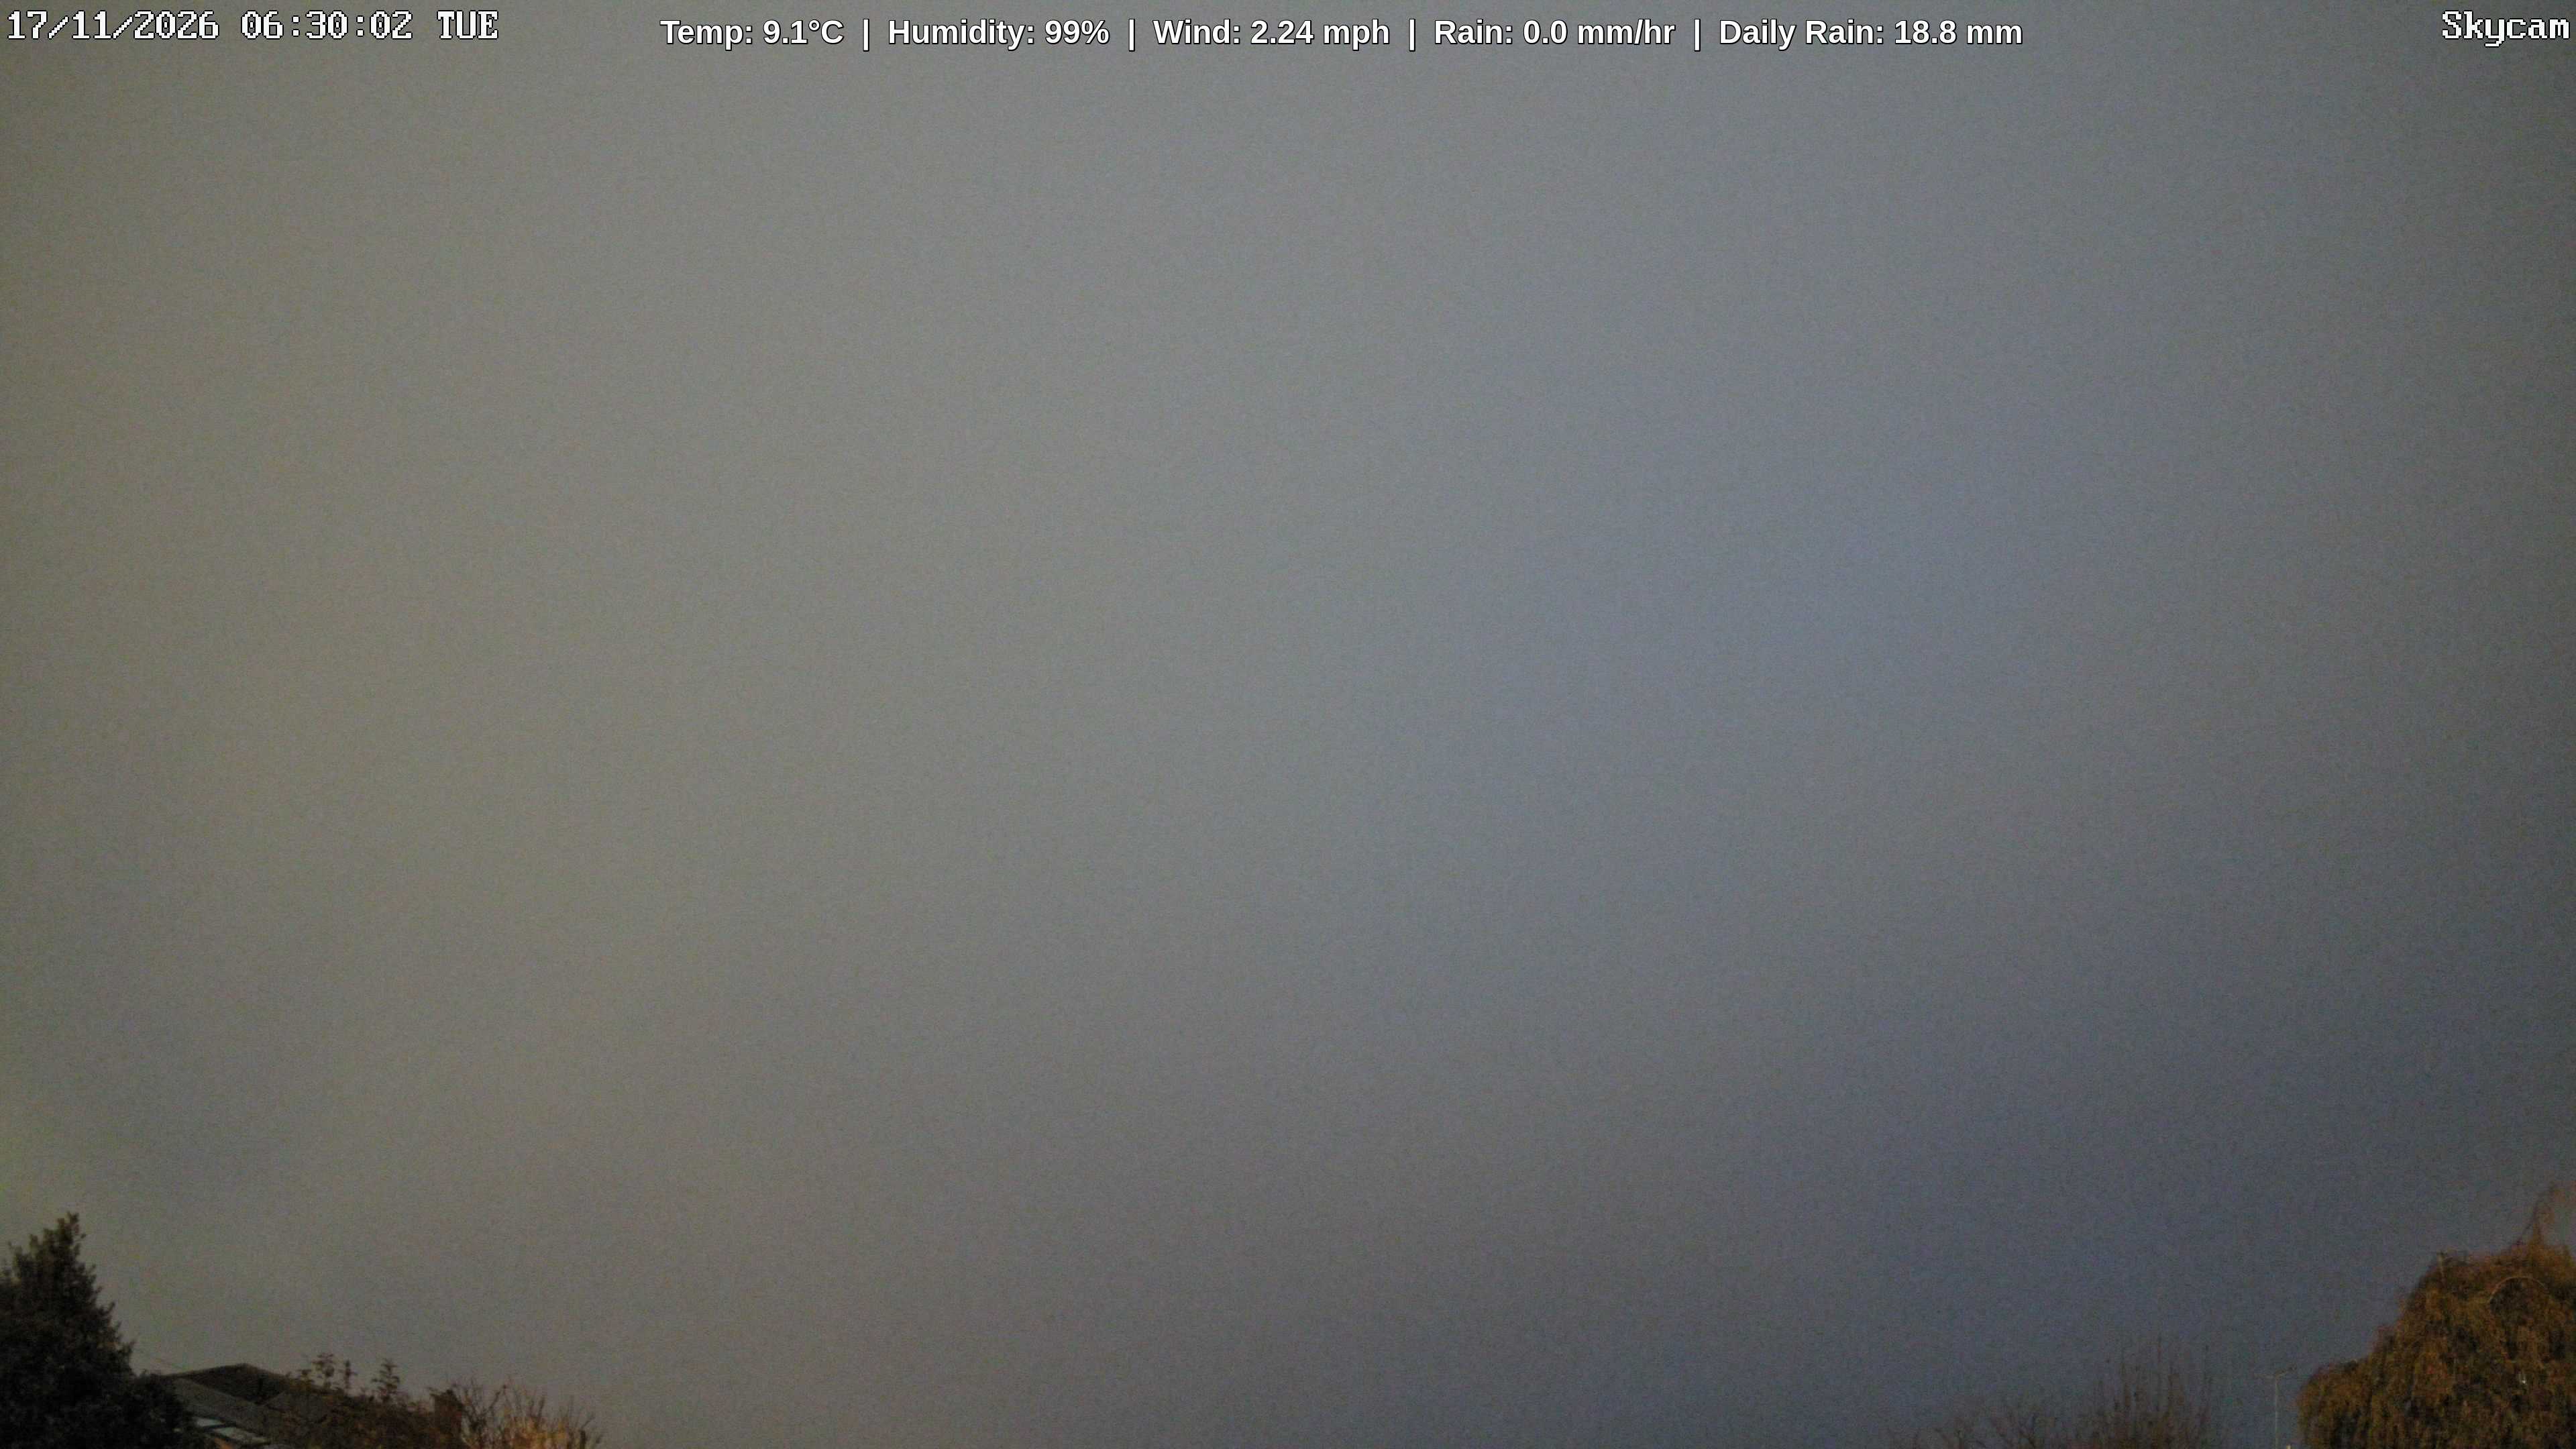 17/11/2026 06:30:02 TUE
Temp: 9.1°C | Humidity: 99% | Wind: 2.24 mph | Rain: 0.0 mm/hr | Daily Rain: 18.8 mm
Skycam